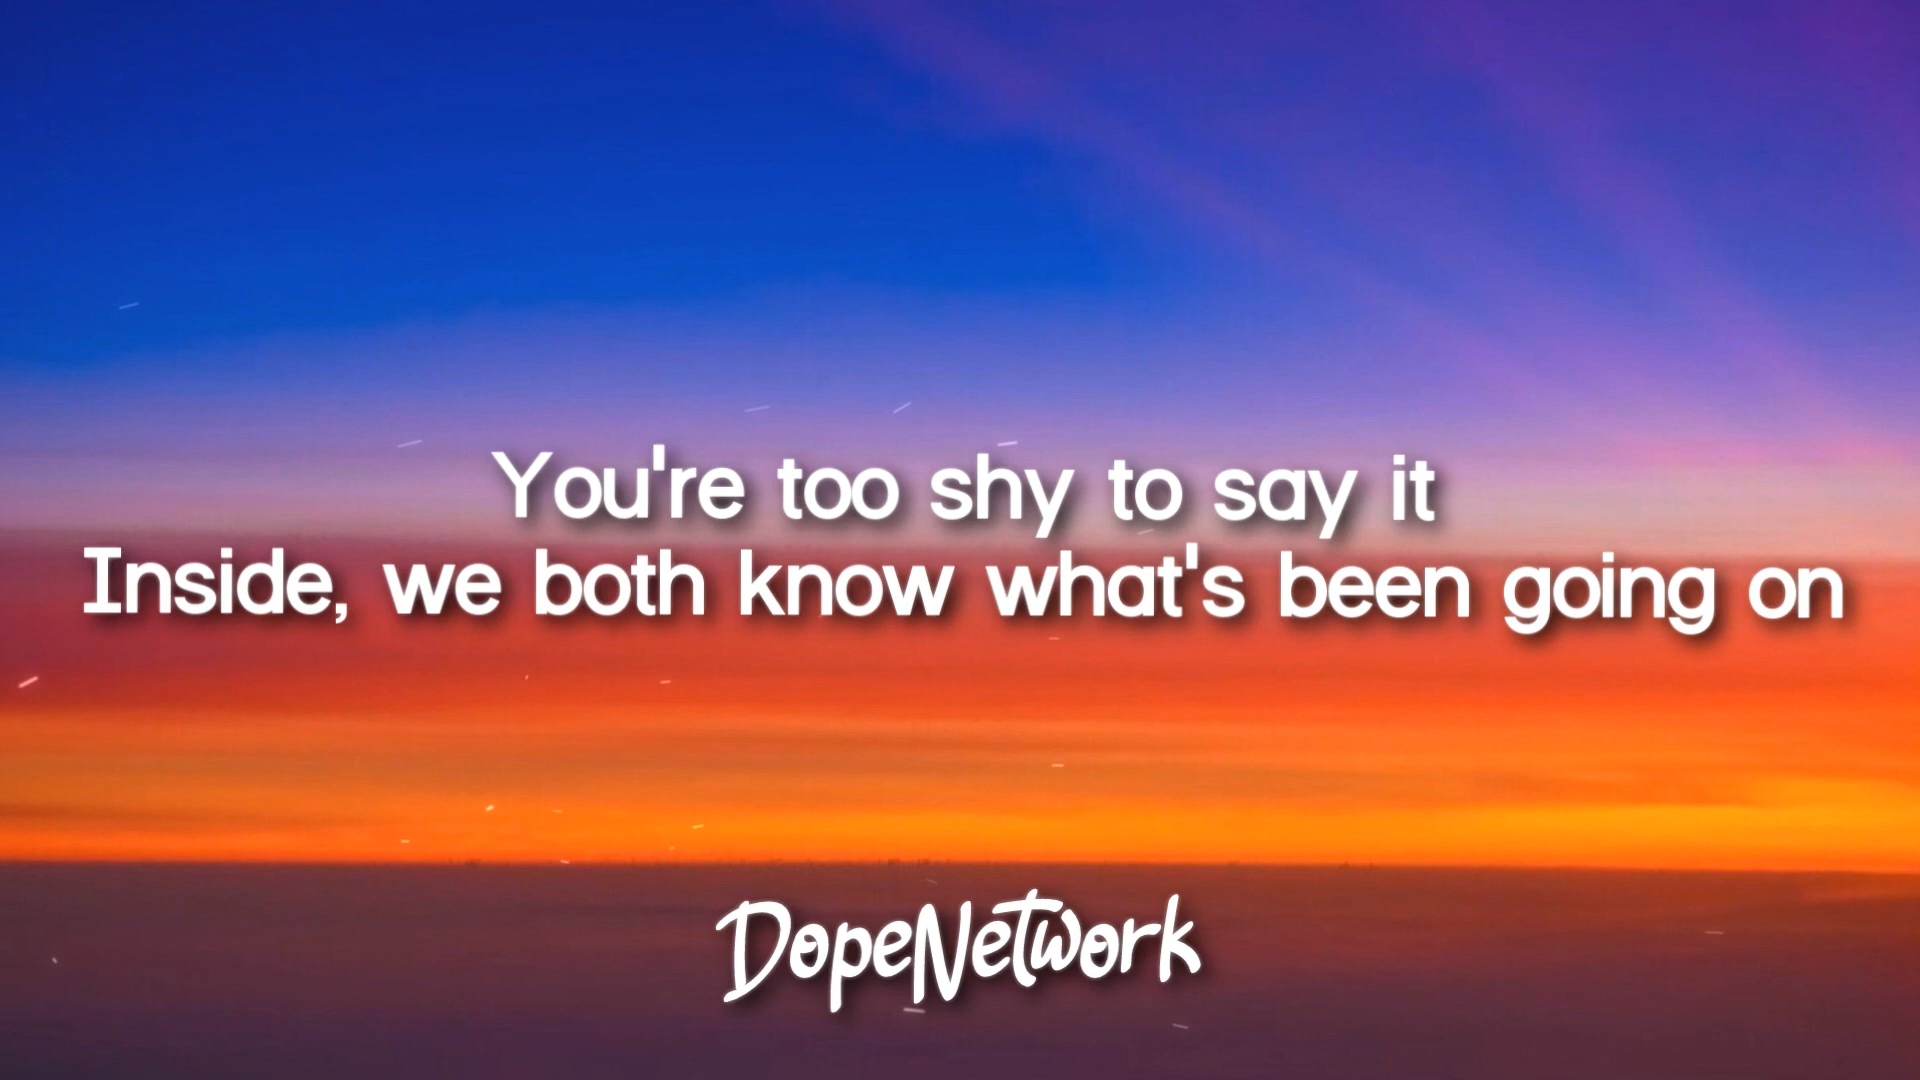 You're too shy to say it
Inside, we both know what's been going on
DopeNetwork